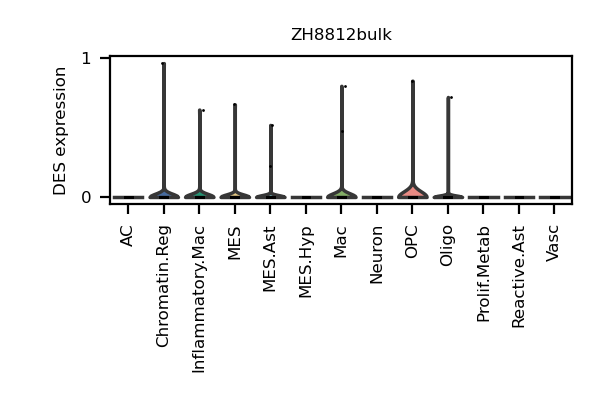 ZH8812bulk
DES expression
1
0
AC
Chromatin.Reg
Inflammatory.Mac
MES
MES.Ast
MES.Hyp
Mac
Neuron
OPC
Oligo
Prolif.Metab
Reactive.Ast
Vasc